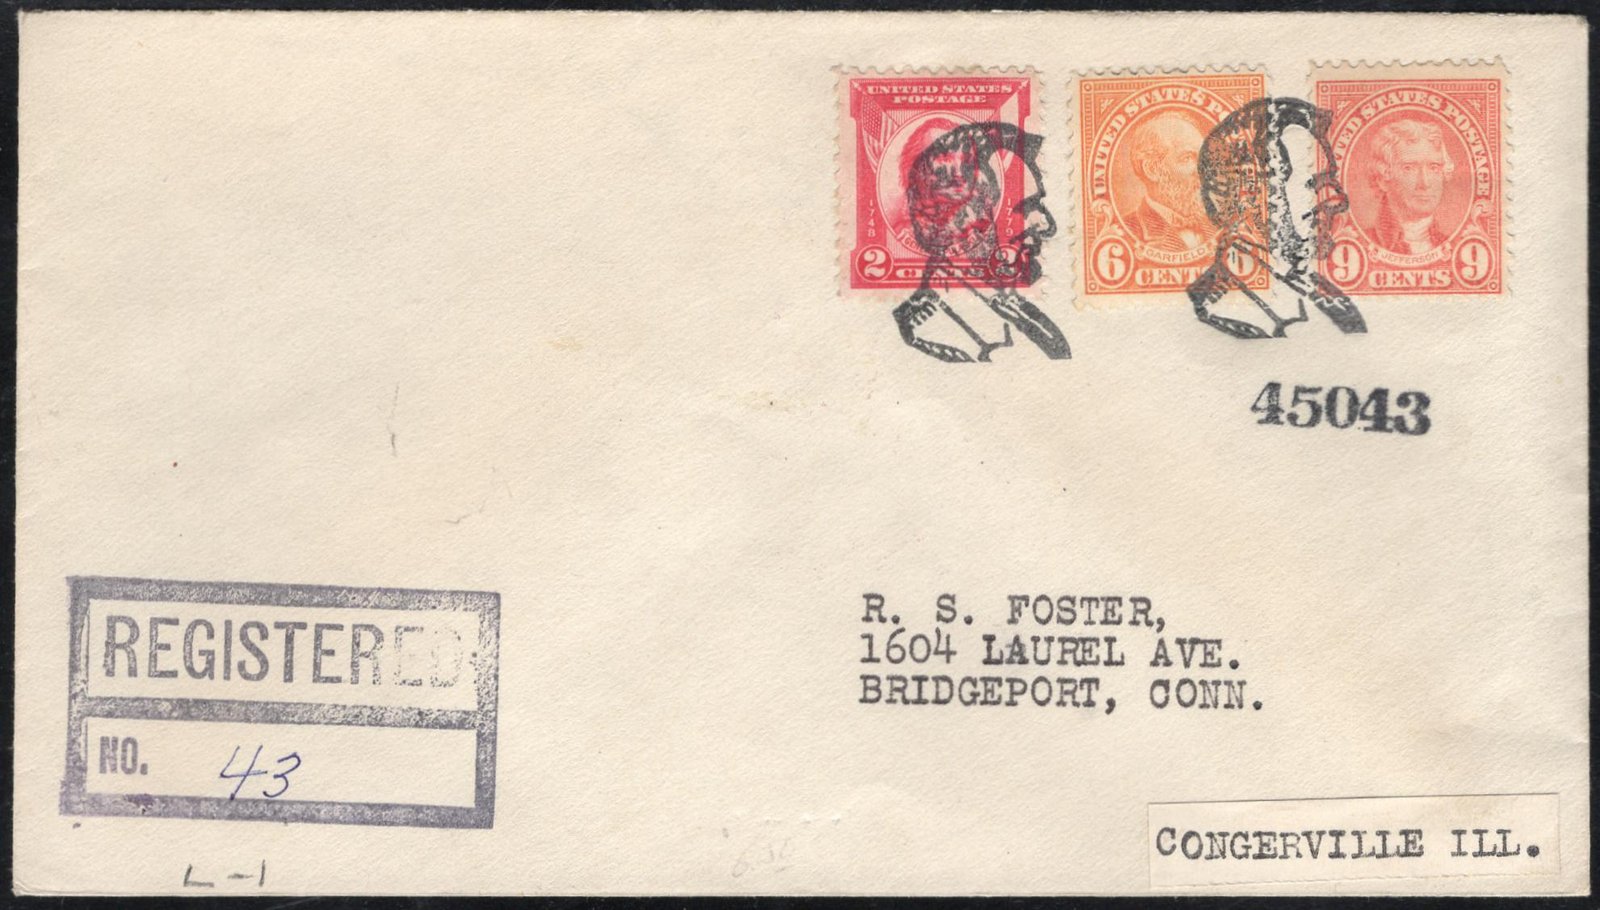 UNITED STATES
POSTAGE
1748
1779
2 CENTS 2
UNITED STATES
GARFIELD
6 CENTS 6
UNITED STATES POSTAGE
JEFFERSON
9 CENTS 9
45043
REGISTERED
NO. 43
R. S. FOSTER,
1604 LAUREL AVE.
BRIDGEPORT, CONN.
CONGERVILLE ILL.
L-1